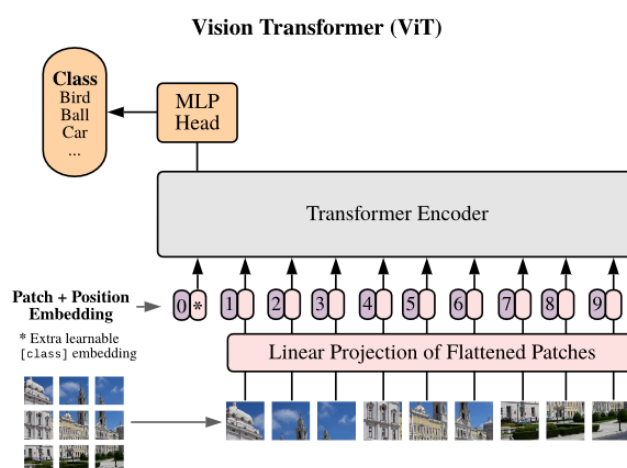 Vision Transformer (ViT)
Class
Bird
Ball
Car
...
MLP
Head
Transformer Encoder
Patch + Position
Embedding
0 * 1 2 3 4 5 6 7 8 9
* Extra learnable
[class] embedding
Linear Projection of Flattened Patches